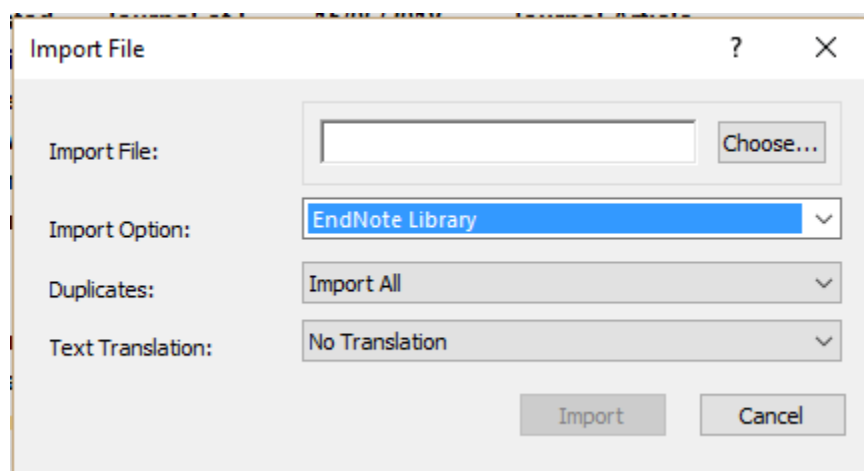 Import File
?
Import File:
Choose...
Import Option:
EndNote Library
Duplicates:
Import All
Text Translation:
No Translation
Import
Cancel